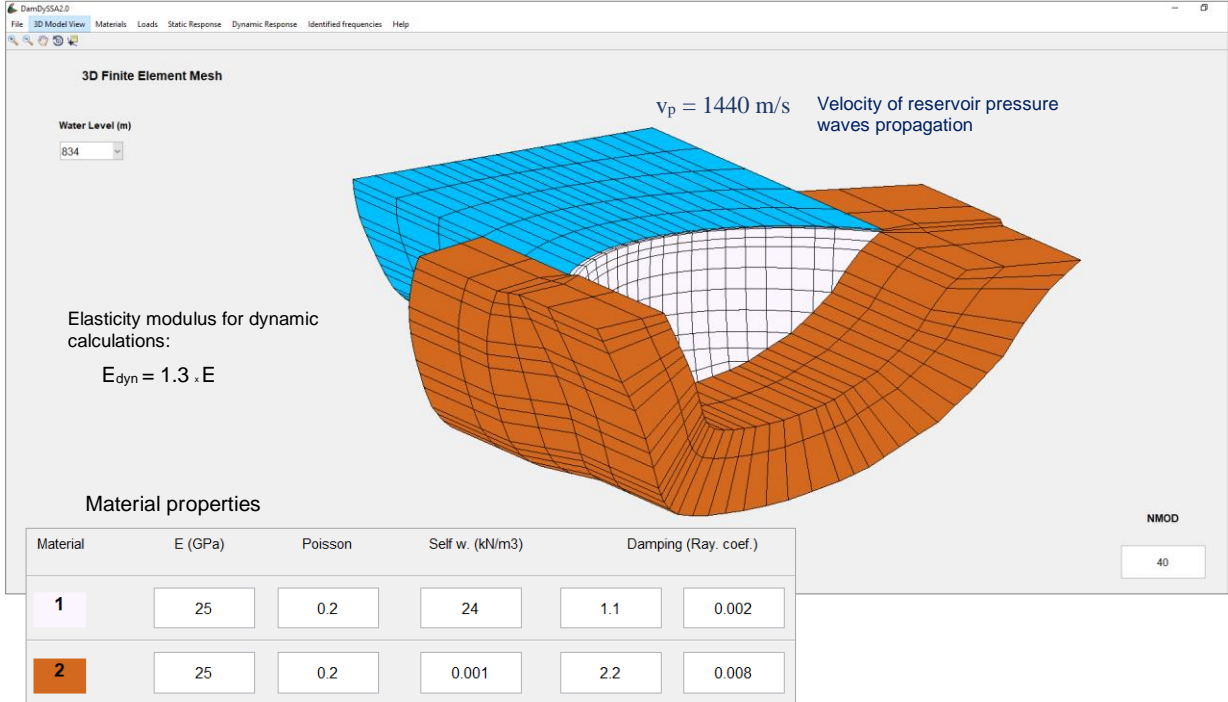 DamDySSA2.0
File 3D Model View Materials Loads Static Response Dynamic Response Identified frequencies Help
3D Finite Element Mesh
vp = 1440 m/s
Velocity of reservoir pressure
waves propagation
Water Level (m)
834
Elasticity modulus for dynamic
calculations:
Edyn = 1.3 x E
Material properties
NMOD
40
Material E (GPa) Poisson Self w. (kN/m3) Damping (Ray. coef.)
1 25 0.2 24 1.1 0.002
2 25 0.2 0.001 2.2 0.008